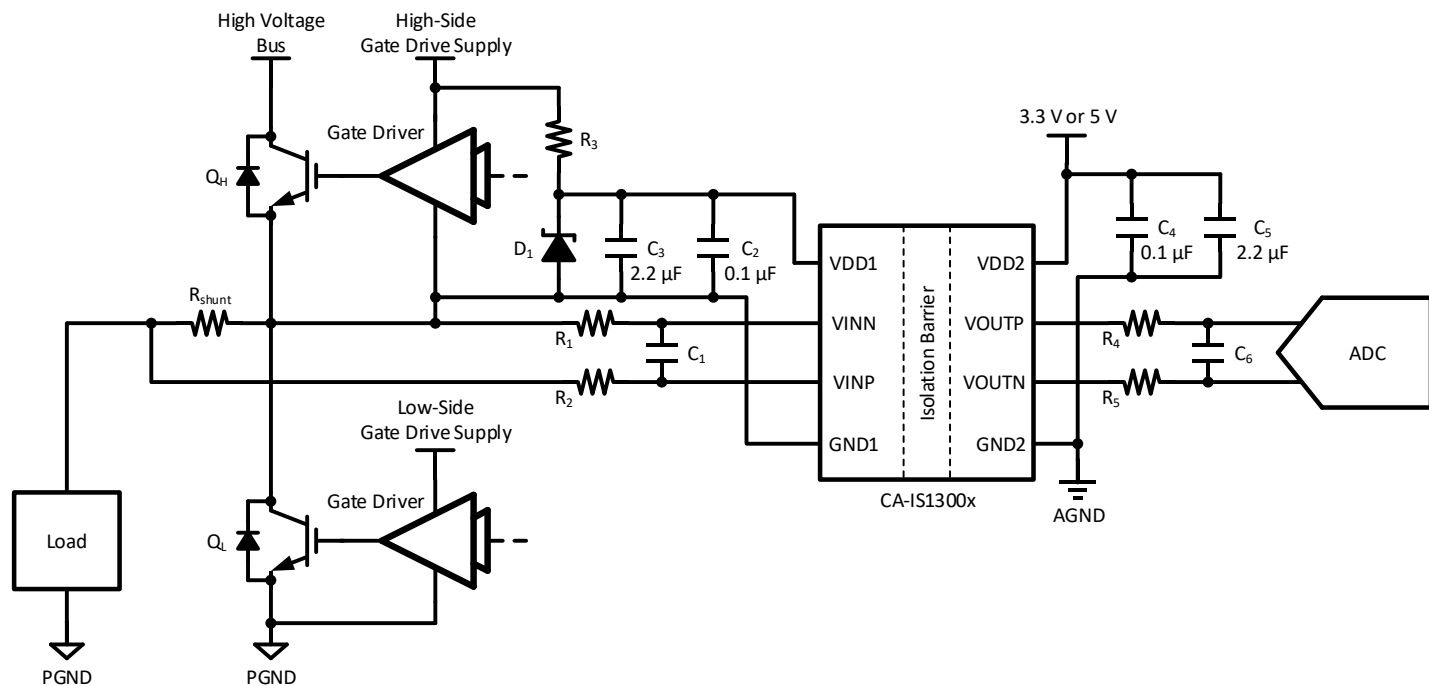 High Voltage
Bus
High-Side
Gate Drive Supply
3.3 V or 5 V
Gate Driver
R3
QH
D1
C3
2.2 µF
C2
0.1 µF
C4
0.1 µF
C5
2.2 µF
VDD1
VDD2
Rshunt
R1
C1
VINN
VOUTP
R4
C6
ADC
Isolation Barrier
R2
VINP
VOUTN
R5
Low-Side
Gate Drive Supply
GND1
GND2
Gate Driver
CA-IS1300x
AGND
Load
QL
PGND
PGND